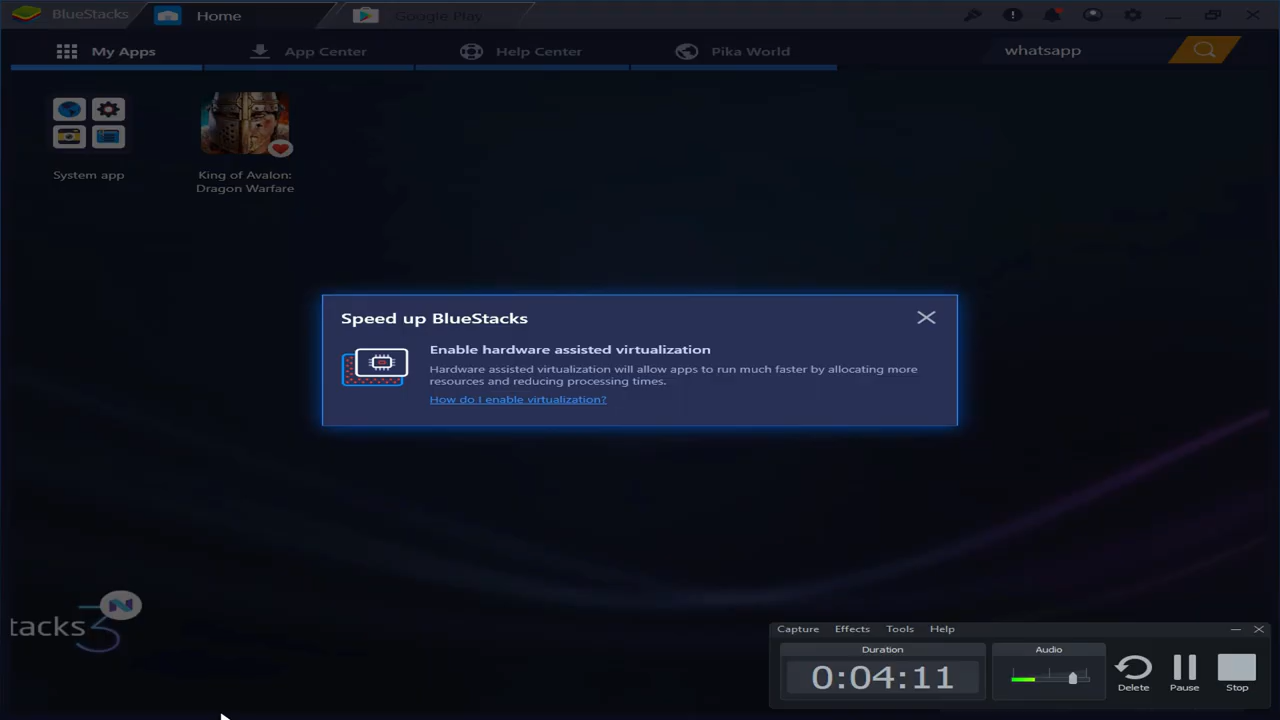 BlueStacks
Home
Google Play
My Apps
App Center
Help Center
Pika World
whatsapp
System app
King of Avalon:
Dragon Warfare
Speed up BlueStacks
Enable hardware assisted virtualization
Hardware assisted virtualization will allow apps to run much faster by allocating more
resources and reducing processing times.
How do I enable virtualization?
tacks 3 N
Capture Effects Tools Help
Duration
Audio
0:04:11
Delete
Pause
Stop